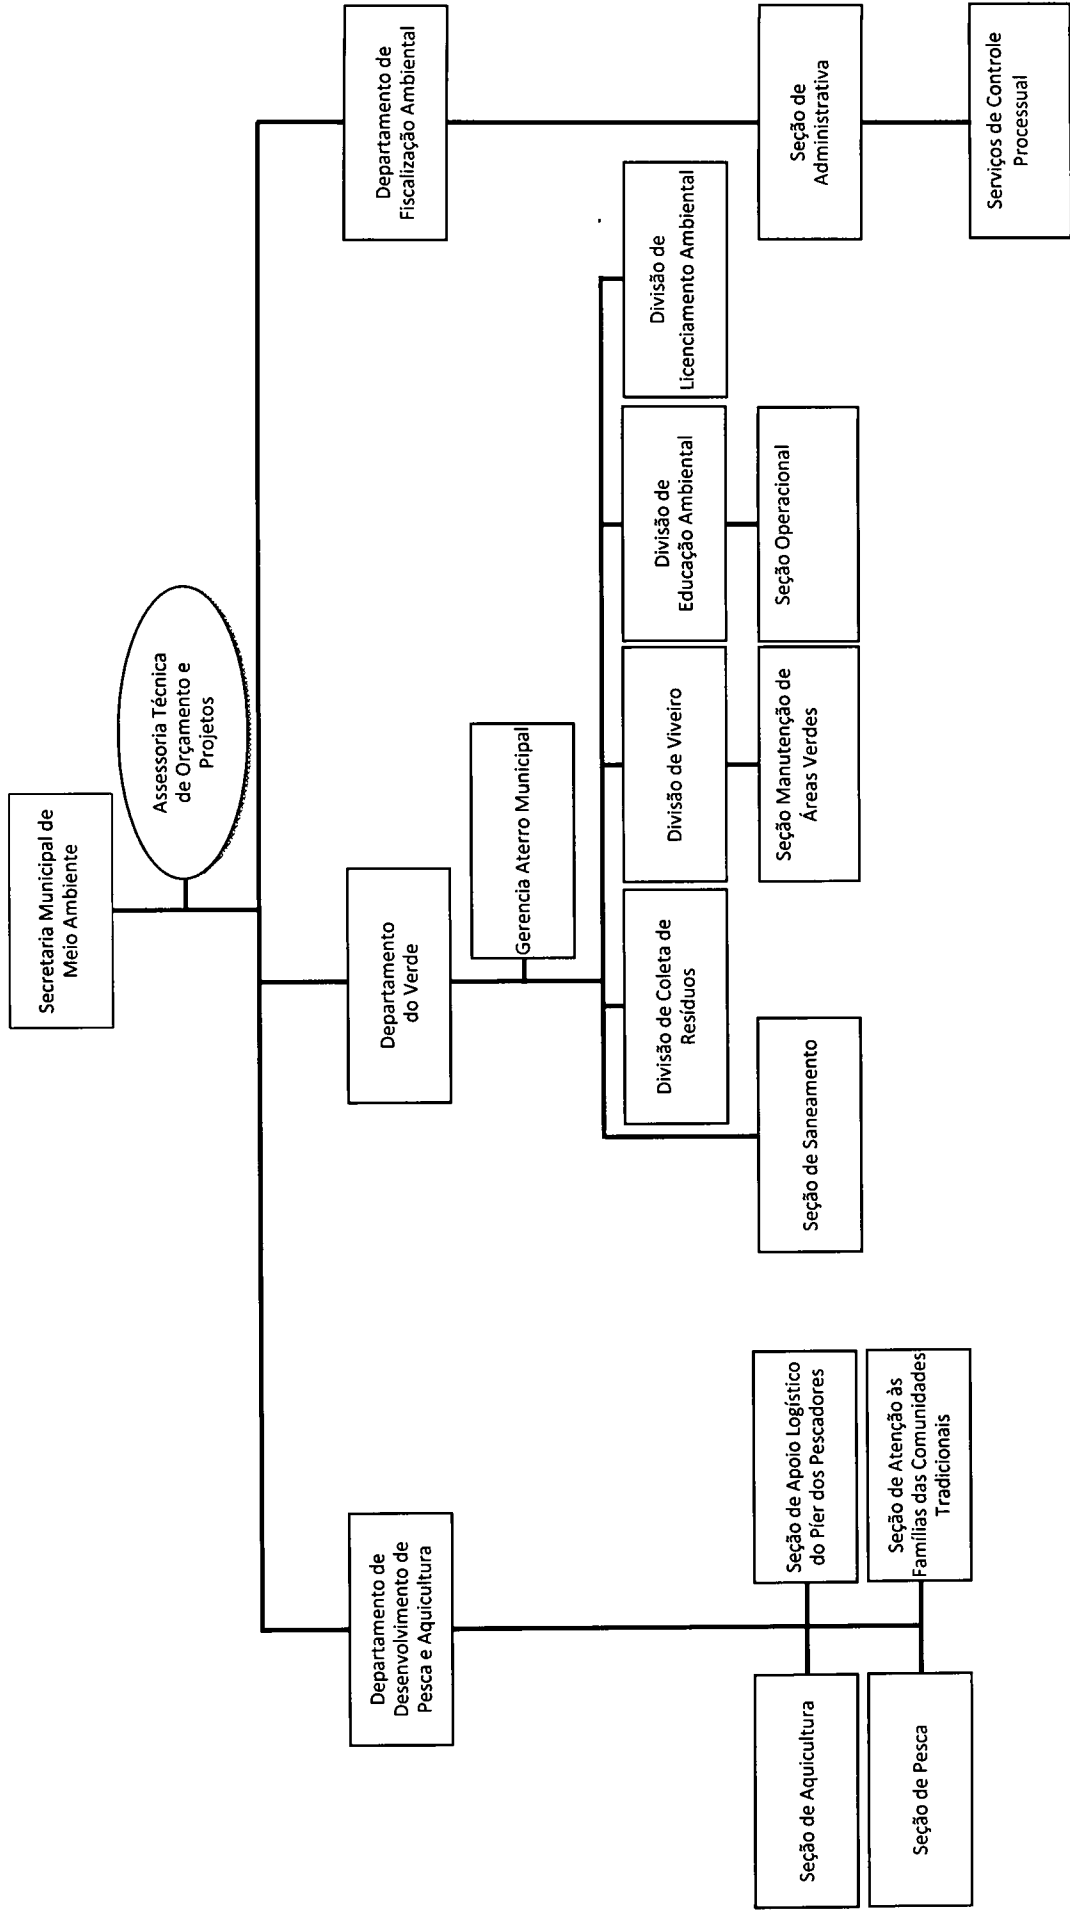 Secretaria Municipal de
Meio Ambiente
Assessoria Técnica
de Orçamento e
Projetos
Departamento de
Desenvolvimento de
Pesca e Aquicultura
Departamento
do Verde
Departamento de
Fiscalização Ambiental
Gerencia Aterro Municipal
Divisão de Coleta de
Resíduos
Divisão de Viveiro
Divisão de
Educação Ambiental
Divisão de
Licenciamento Ambiental
Seção de Aquicultura
Seção de Apoio Logístico
do Píer dos Pescadores
Seção de Saneamento
Seção Manutenção de
Áreas Verdes
Seção Operacional
Seção de
Administrativa
Seção de Pesca
Seção de Atenção às
Famílias das Comunidades
Tradicionais
Serviços de Controle
Processual